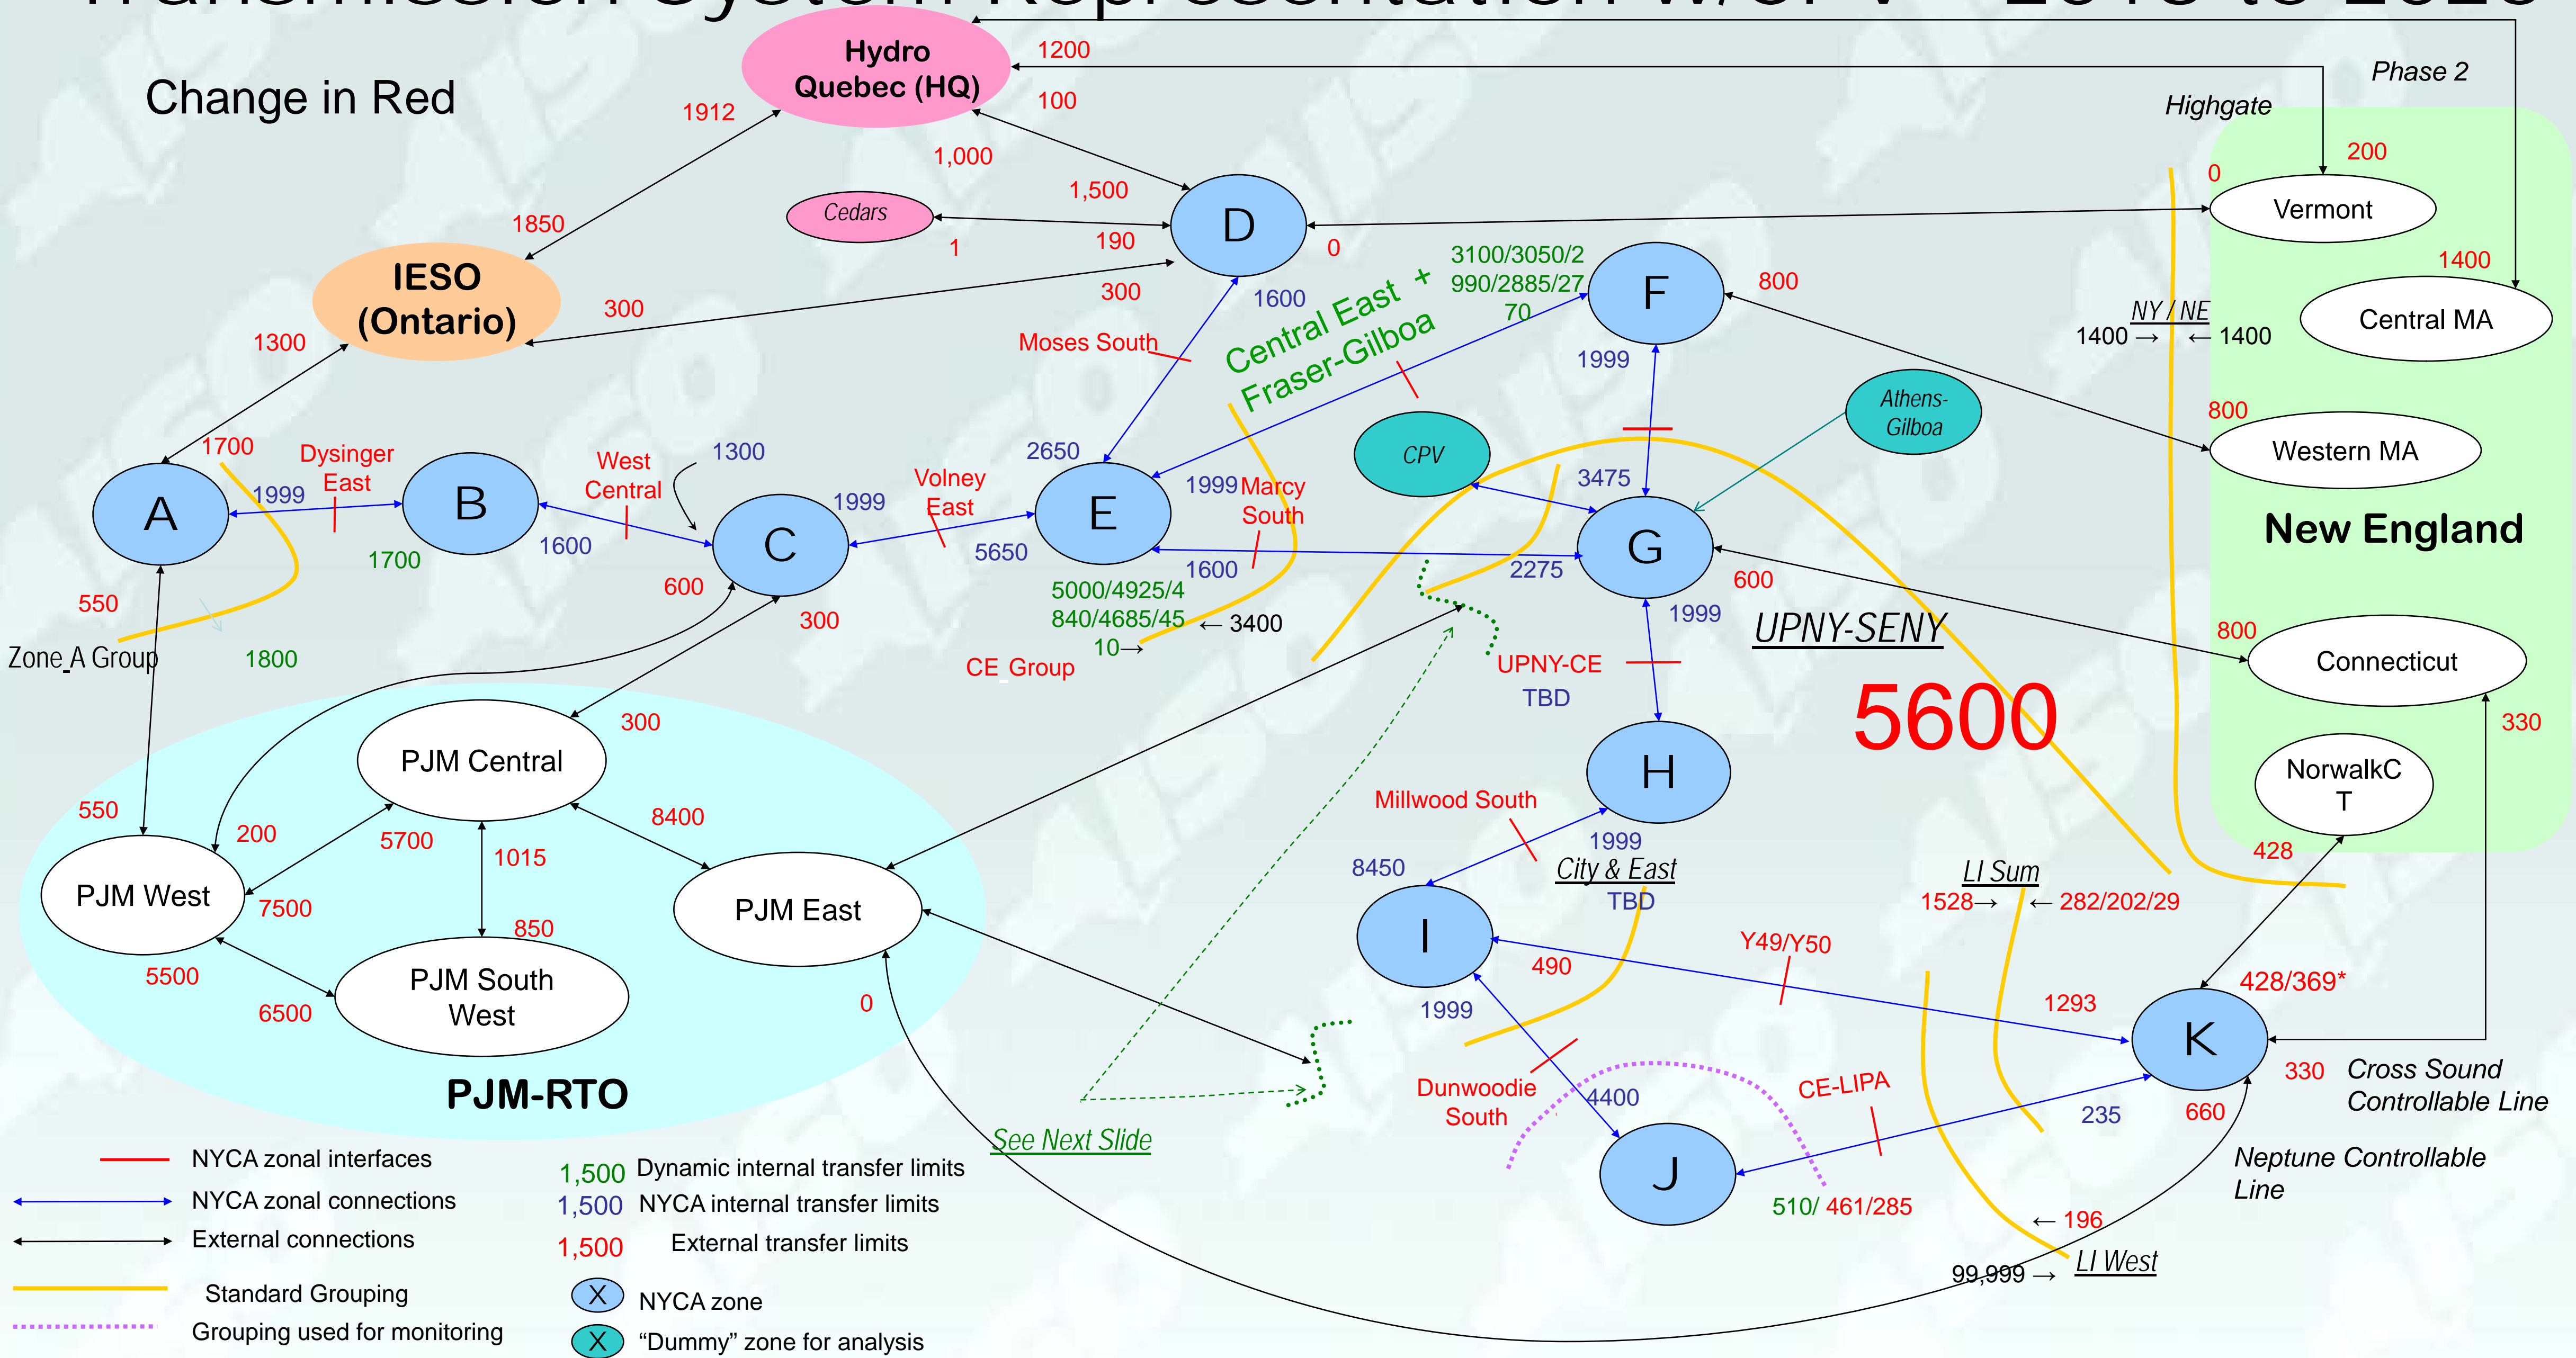 Transmission System Representation w/CPV – 2018 to 2023
Change in Red
Hydro
Quebec (HQ)
1200
100
1912
1,000
1,500
Cedars
1
190
D
0
1850
IESO
(Ontario)
300
300
1300
1600
Moses South
Central East +
Fraser-Gilboa
3100/3050/2
990/2885/27
70
F
800
1999
Phase 2
Highgate
200
0
Vermont
1400
Central MA
NY / NE
1400 →
← 1400
800
Western MA
New England
800
Connecticut
330
NorwalkC
T
428
1700
A
1999
Dysinger
East
B
1700
West
Central
1600
1300
C
1999
Volney
East
5650
2650
E
1999
Marcy
South
1600
CPV
Athens-
Gilboa
3475
G
2275
600
1999
UPNY-SENY
5600
550
Zone_A Group
1800
600
300
5000/4925/4
840/4685/45
10→
← 3400
CE_Group
UPNY-CE
TBD
H
Millwood South
1999
8450
City & East
TBD
I
490
1999
Y49/Y50
1293
LI Sum
1528→
← 282/202/29
428/369*
K
330
Cross Sound
Controllable Line
660
235
Neptune Controllable
Line
Dunwoodie
South
4400
CE-LIPA
J
510/ 461/285
← 196
LI West
99,999 →
PJM Central
300
550
200
5700
8400
1015
PJM West
7500
850
PJM East
5500
PJM South
West
6500
0
PJM-RTO
See Next Slide
NYCA zonal interfaces
NYCA zonal connections
External connections
Standard Grouping
Grouping used for monitoring
1,500 Dynamic internal transfer limits
1,500 NYCA internal transfer limits
1,500 External transfer limits
X NYCA zone
X “Dummy” zone for analysis